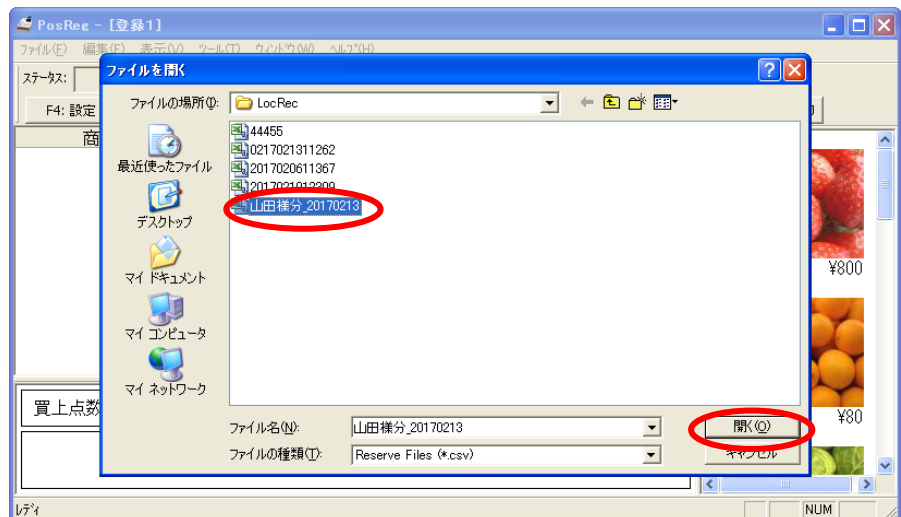 PosReg - [登録1]
ファイル(F) 編集(E) 表示(V) ツール(T) ウィンドウ(W) ヘルプ(H)
ステータス:
F4: 設定
商
ファイルを開く
ファイルの場所(I): LocRec
最近使ったファイル
デスクトップ
マイ ドキュメント
マイ コンピュータ
マイ ネットワーク
44455
0217021311262
2017020611367
2017021012309
山田様分_20170213
ファイル名(N): 山田様分_20170213 開く(O)
ファイルの種類(T): Reserve Files (*.csv) キャンセル
¥800
¥80
買上点数
レディ NUM